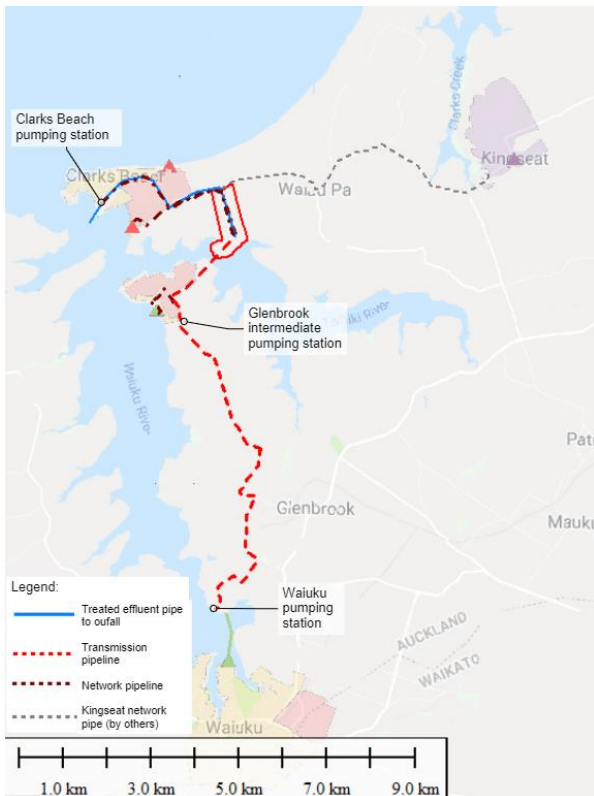 Clarks Beach
pumping station
Clarks Beach
Clarks Creek
Kingseat
Waiau Pa
Glenbrook
intermediate
pumping station
Taihiki River
Waiuku River
Glenbrook
Mauku
Waiuku
pumping
station
AUCKLAND
WAIKATO
Waiuku
Legend:
Treated effluent pipe
to oufall
Transmission
pipeline
Network pipeline
Kingseat network
pipe (by others)
1.0 km
3.0 km
5.0 km
7.0 km
9.0 km